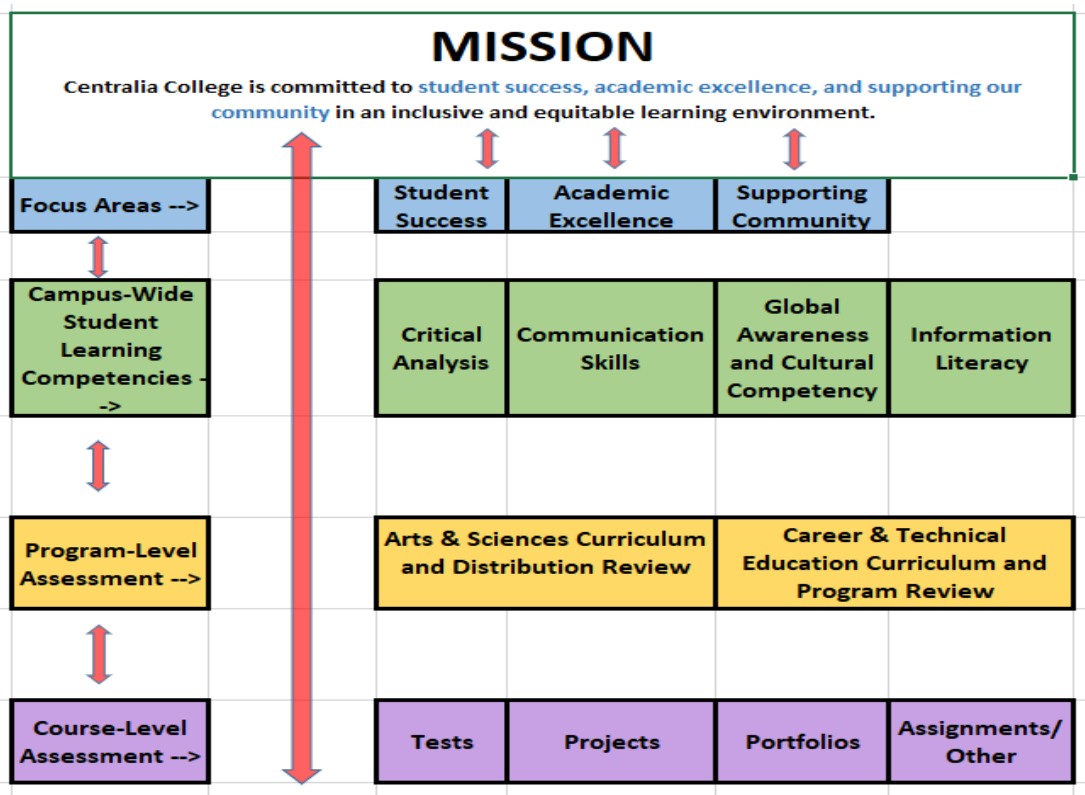 MISSION
Centralia College is committed to student success, academic excellence, and supporting our
community in an inclusive and equitable learning environment.
Focus Areas -->
Student
Success
Academic
Excellence
Supporting
Community
Campus-Wide
Student
Learning
Competencies -
->
Critical
Analysis
Communication
Skills
Global
Awareness
and Cultural
Competency
Information
Literacy
Program-Level
Assessment -->
Arts & Sciences Curriculum
and Distribution Review
Career & Technical
Education Curriculum and
Program Review
Course-Level
Assessment -->
Tests
Projects
Portfolios
Assignments/
Other